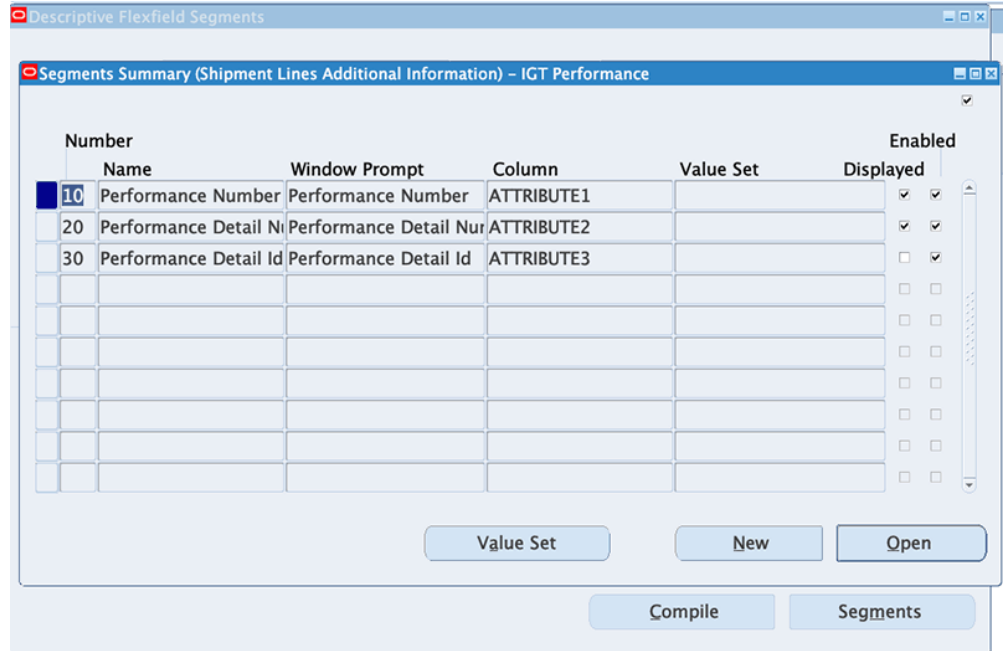 Descriptive Flexfield Segments
Segments Summary (Shipment Lines Additional Information) – IGT Performance
Number
Enabled
Name Window Prompt Column Value Set Displayed
10 Performance Number Performance Number ATTRIBUTE1
20 Performance Detail Nu Performance Detail Nur ATTRIBUTE2
30 Performance Detail Id Performance Detail Id ATTRIBUTE3
Value Set New Open
Compile Segments